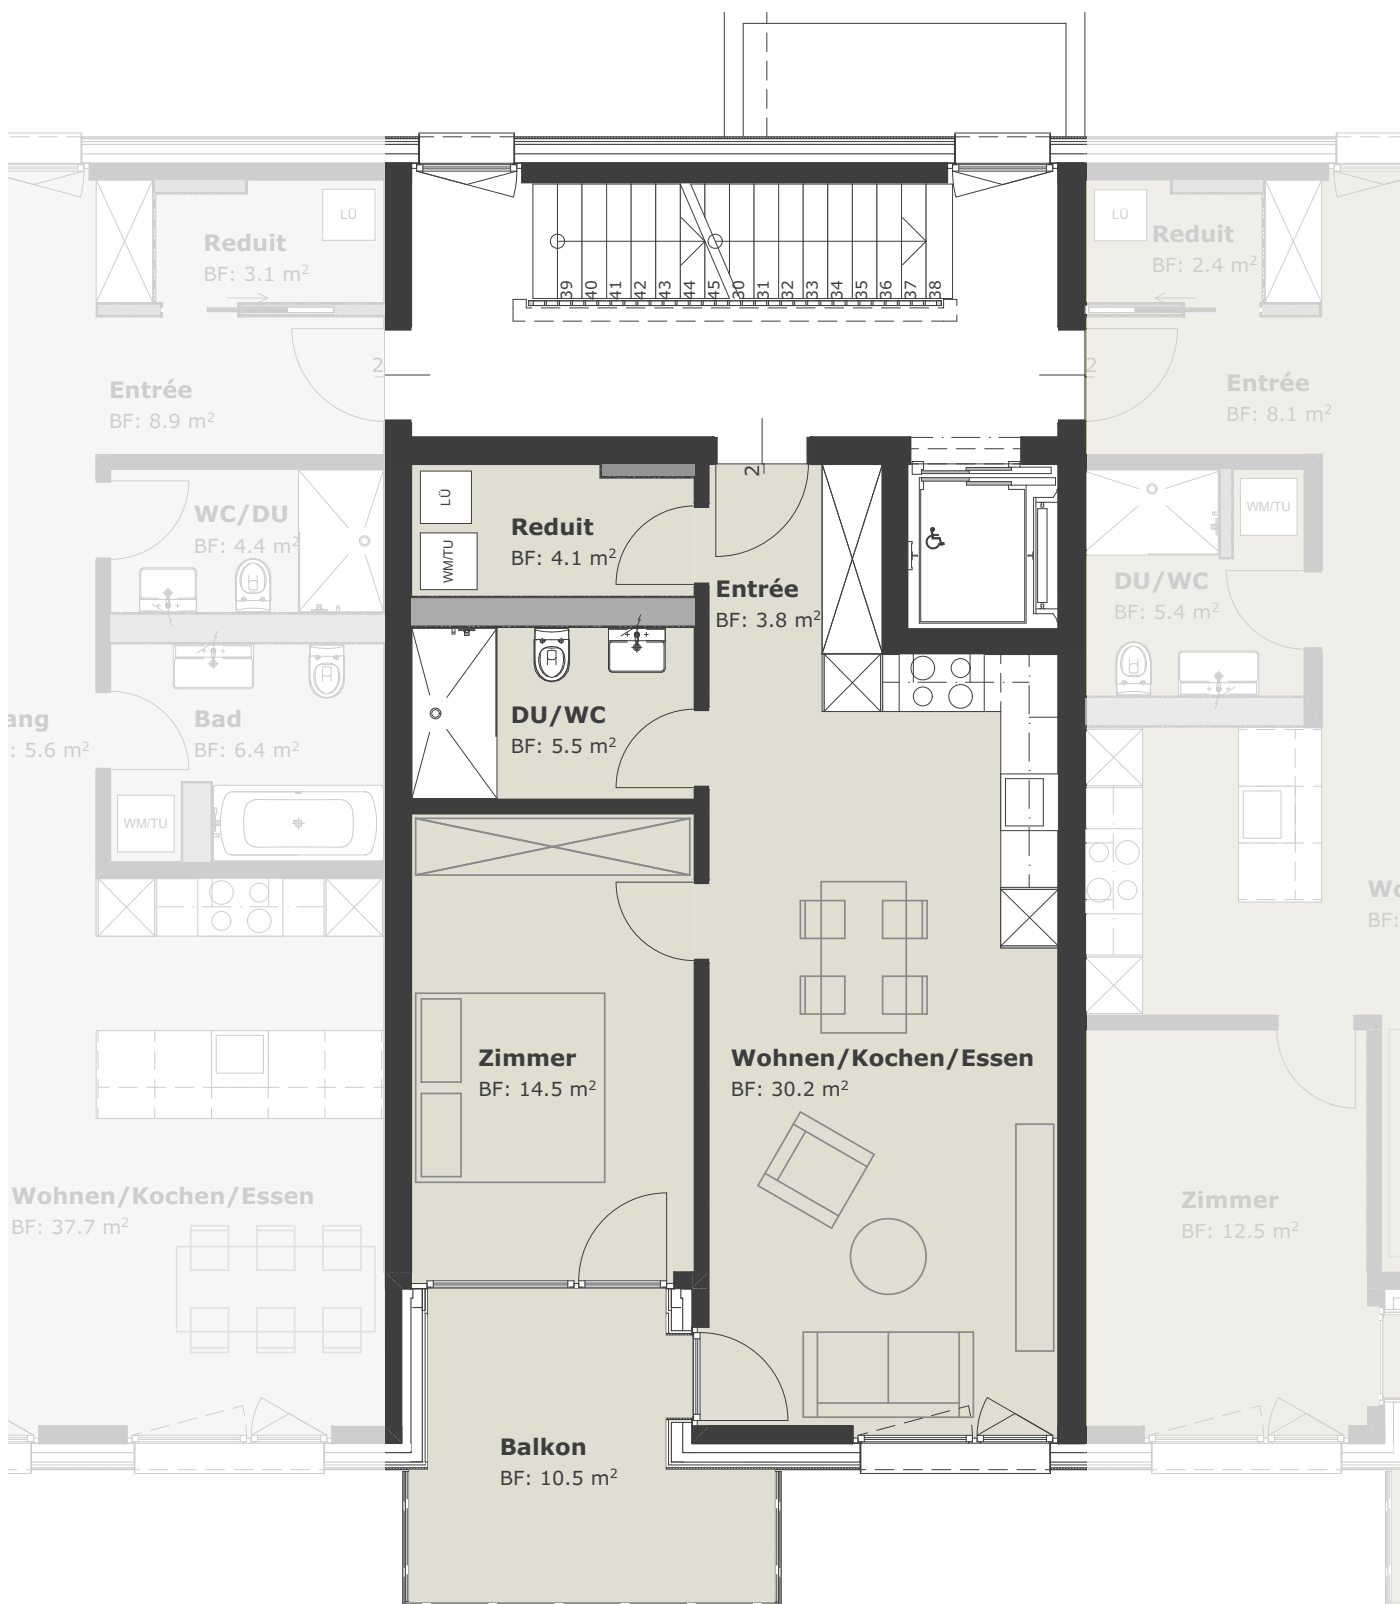 LÜ
Reduit
BF: 3.1 m²
LÜ
Reduit
BF: 2.4 m²
39
40
41
42
43
44
45
30
31
32
33
34
35
36
37
38
2
Entrée
BF: 8.9 m²
2
Entrée
BF: 8.1 m²
2
LÜ
WM/TU
Reduit
BF: 4.1 m²
Entrée
BF: 3.8 m²
WC/DU
BF: 4.4 m²
WM/TU
DU/WC
BF: 5.4 m²
DU/WC
BF: 5.5 m²
ang
: 5.6 m²
Bad
BF: 6.4 m²
WM/TU
Wo
BF:
Zimmer
BF: 14.5 m²
Wohnen/Kochen/Essen
BF: 30.2 m²
Wohnen/Kochen/Essen
BF: 37.7 m²
Zimmer
BF: 12.5 m²
Balkon
BF: 10.5 m²